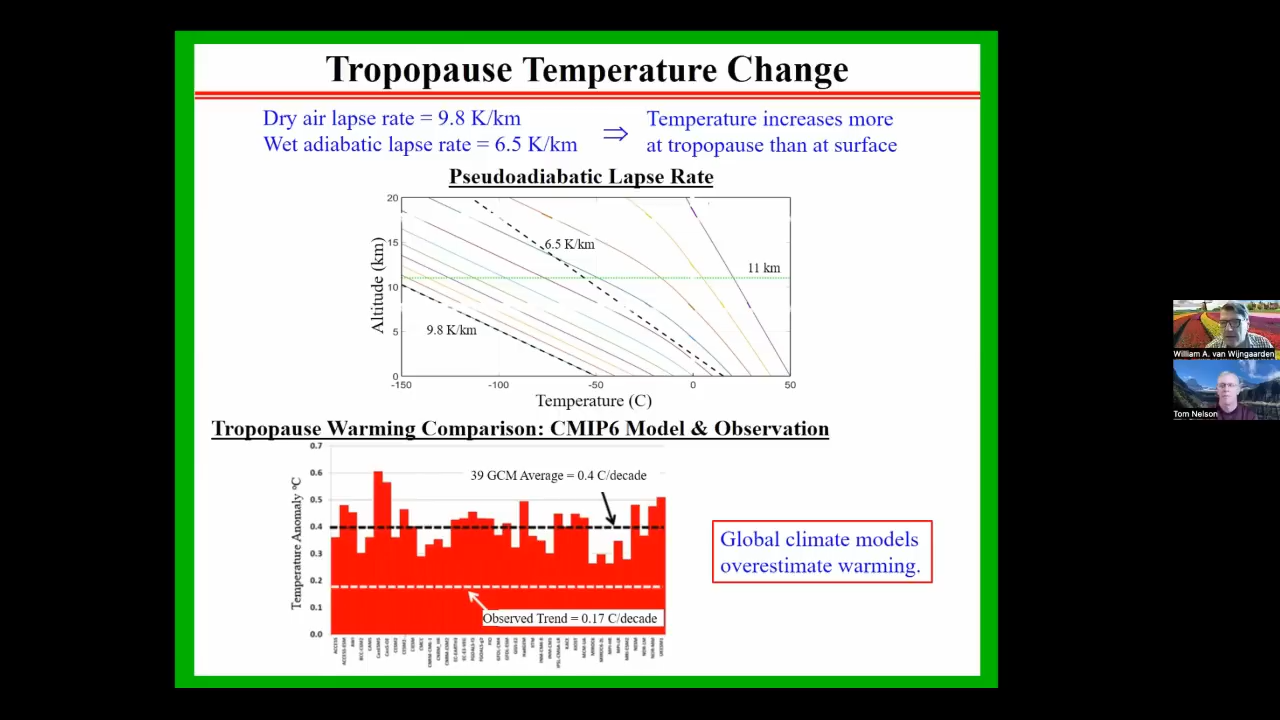 Tropopause Temperature Change
Dry air lapse rate = 9.8 K/km
Wet adiabatic lapse rate = 6.5 K/km
⇒
Temperature increases more
at tropopause than at surface
Pseudoadiabatic Lapse Rate
Altitude (km)
20
15
10
5
0
6.5 K/km
11 km
9.8 K/km
-150
-100
-50
0
50
Temperature (C)
Tropopause Warming Comparison: CMIP6 Model & Observation
Temperature Anomaly °C
0.7
0.6
0.5
0.4
0.3
0.2
0.1
0.0
39 GCM Average = 0.4 C/decade
Observed Trend = 0.17 C/decade
Global climate models
overestimate warming.
William A. van Wijngaarden
Tom Nelson